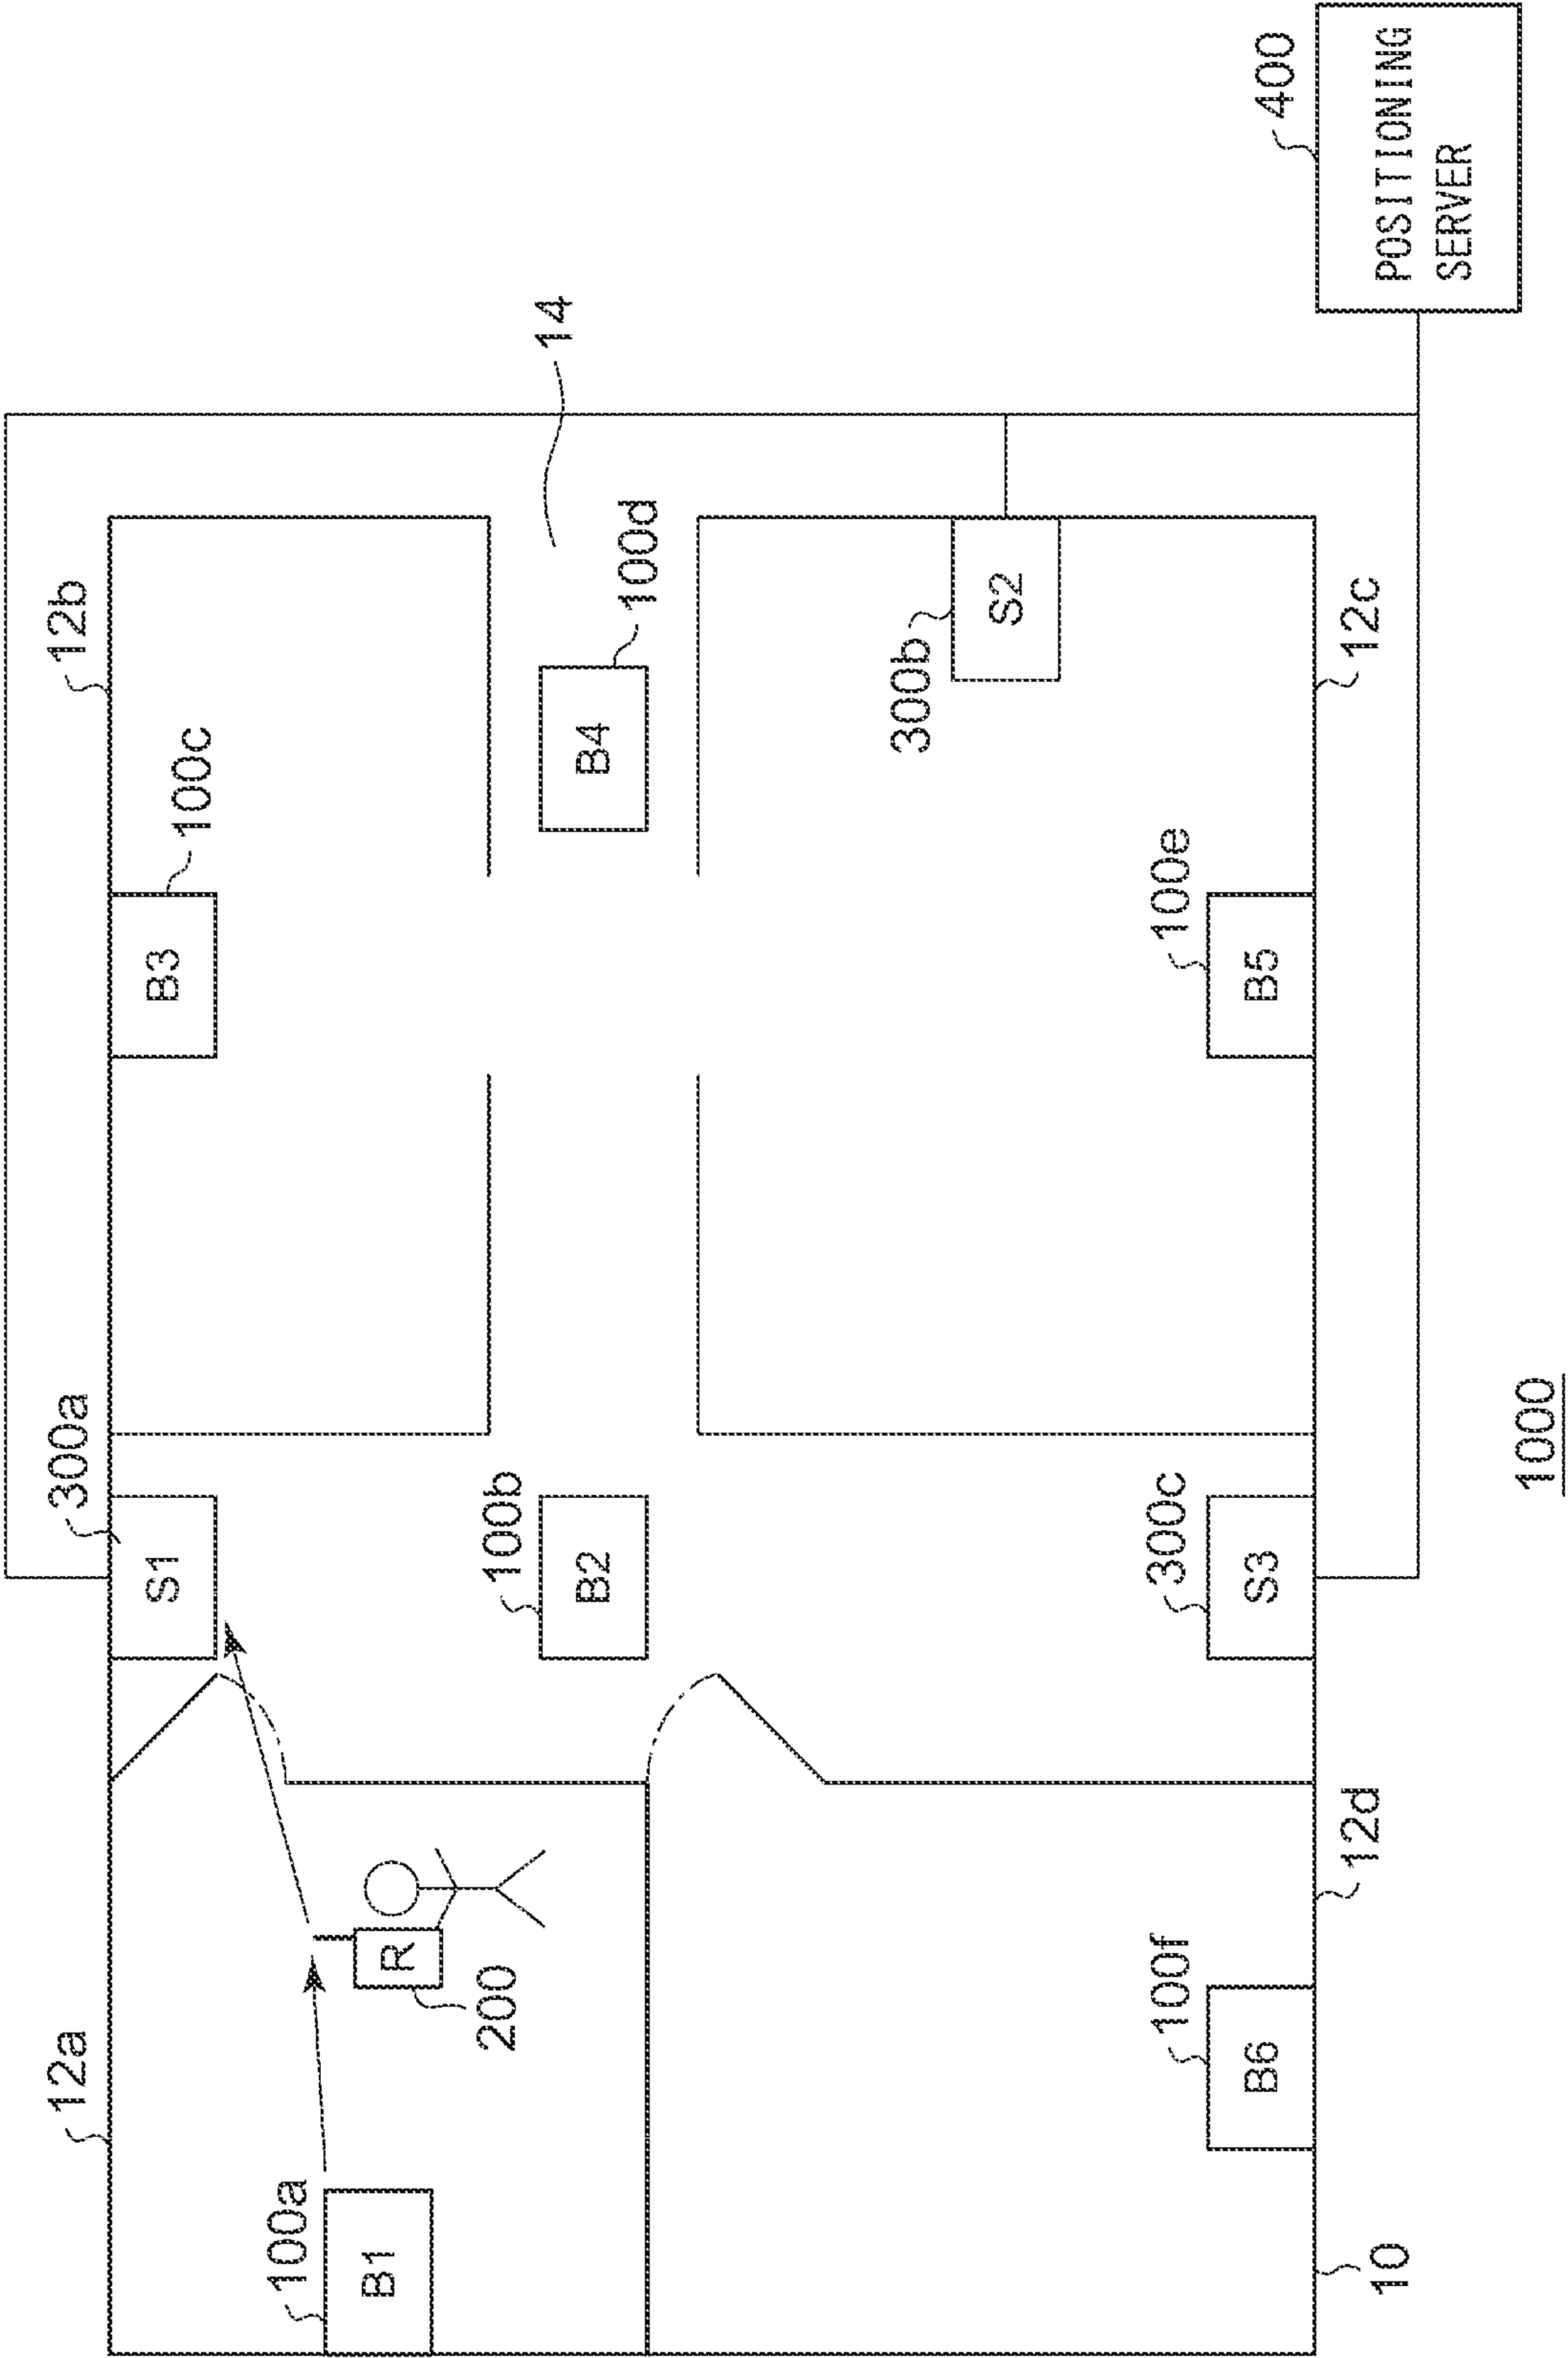 12a
300a
12b
S1
B3
100c
100a
B1
R
200
100b
B2
B4
100d
14
300b
S2
100f
B6
300c
S3
100e
B5
400
POSITIONING
SERVER
10
12d
12c
1000